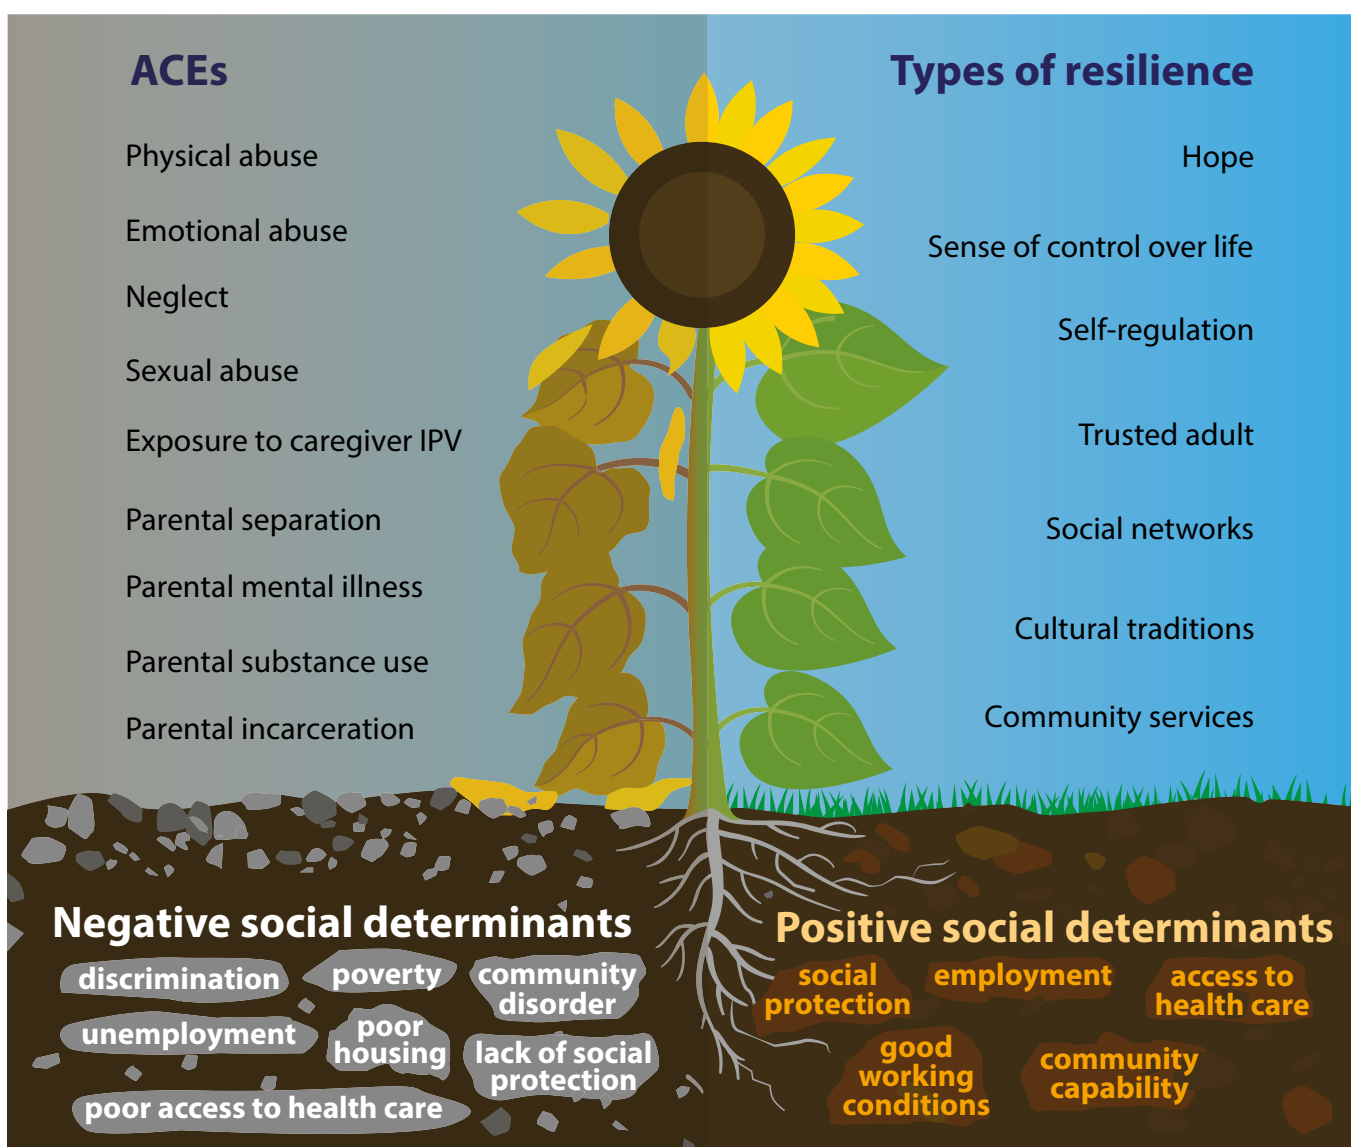 ACEs
Physical abuse
Emotional abuse
Neglect
Sexual abuse
Exposure to caregiver IPV
Parental separation
Parental mental illness
Parental substance use
Parental incarceration
Types of resilience
Hope
Sense of control over life
Self-regulation
Trusted adult
Social networks
Cultural traditions
Community services
Negative social determinants
discrimination
poverty
community
disorder
unemployment
poor
housing
lack of social
protection
poor access to health care
Positive social determinants
social
protection
employment
access to
health care
good
working
conditions
community
capability